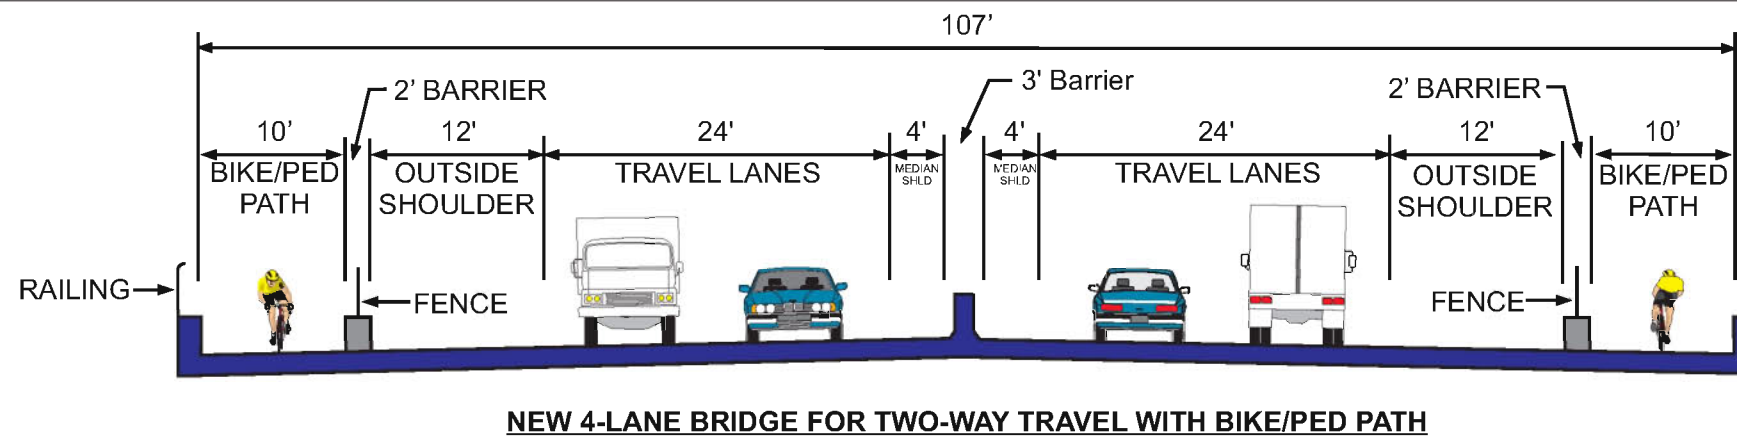 107’
2’ BARRIER
3' Barrier
2’ BARRIER
10’
12'
24'
4'
4'
24'
12'
10’
BIKE/PED
PATH
OUTSIDE
SHOULDER
TRAVEL LANES
MEDIAN
SHLD
MEDIAN
SHLD
TRAVEL LANES
OUTSIDE
SHOULDER
BIKE/PED
PATH
RAILING
FENCE
FENCE
NEW 4-LANE BRIDGE FOR TWO-WAY TRAVEL WITH BIKE/PED PATH